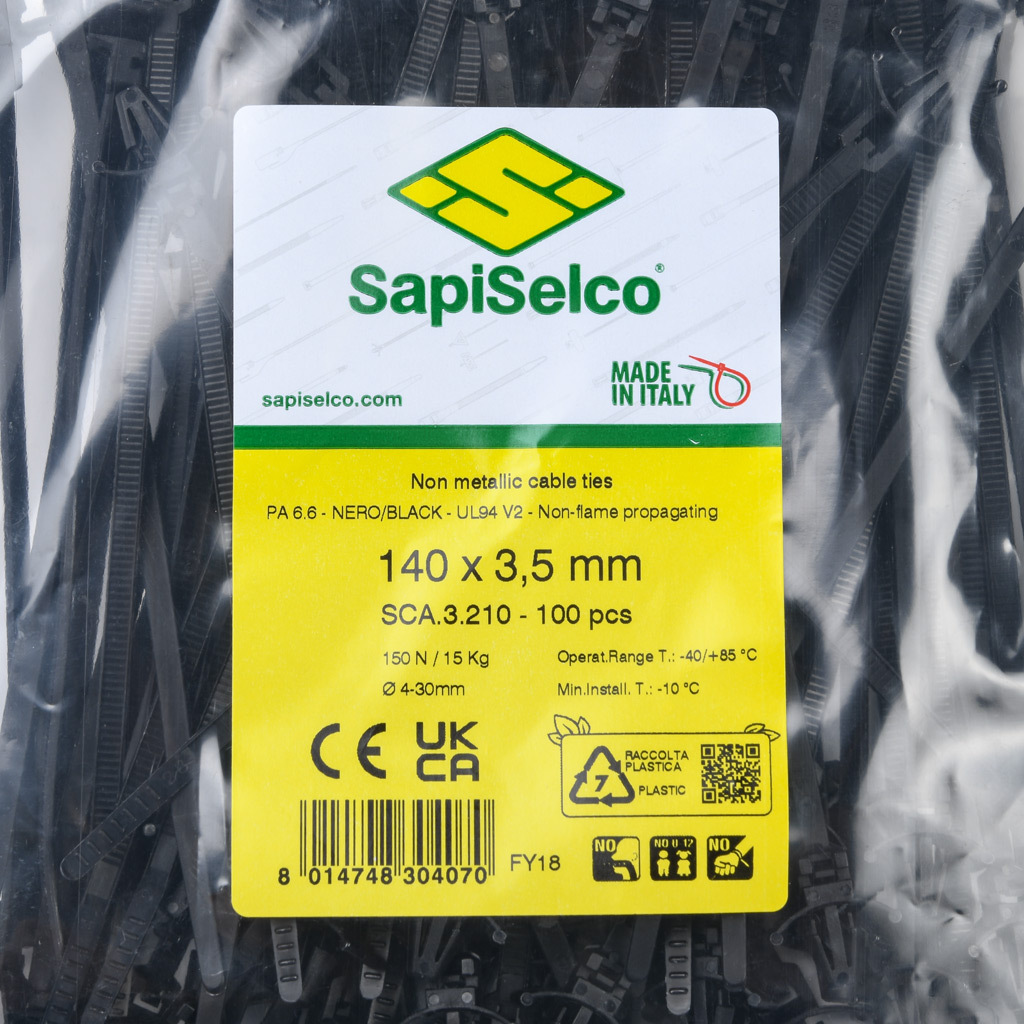 SapiSelco®
MADE
IN ITALY
sapiselco.com
Non metallic cable ties
PA 6.6 - NERO/BLACK - UL94 V2 - Non-flame propagating
140 x 3,5 mm
SCA.3.210 - 100 pcs
150 N / 15 Kg
Operat.Range T.: -40/+85 °C
Ø 4-30mm
Min.Install. T.: -10 °C
CE
UK
CA
RACCOLTA
PLASTICA
7
PLASTIC
NO
NO U 12
NO
8 014748 304070
FY18